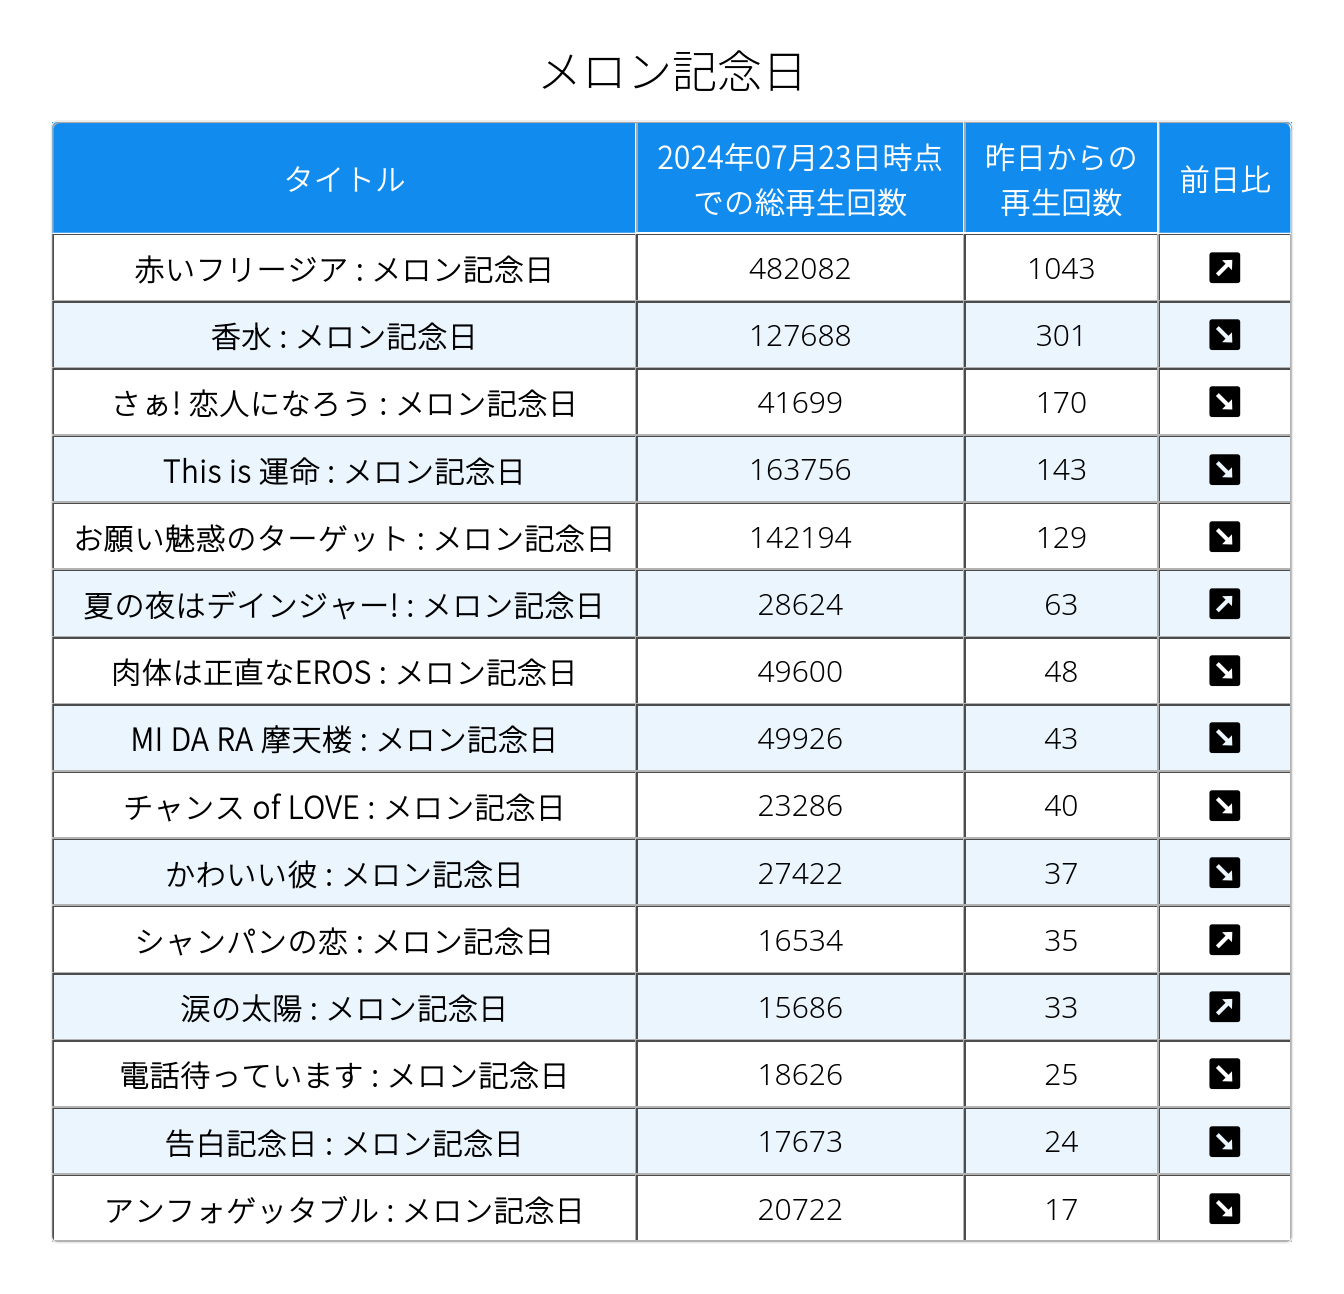 メロン記念日
タイトル 2024年07月23日時点での総再生回数 昨日からの再生回数 前日比
赤いフリージア : メロン記念日 482082 1043 ↗
香水 : メロン記念日 127688 301 ↘
さぁ! 恋人になろう : メロン記念日 41699 170 ↘
This is 運命 : メロン記念日 163756 143 ↘
お願い魅惑のターゲット : メロン記念日 142194 129 ↘
夏の夜はデインジャー! : メロン記念日 28624 63 ↗
肉体は正直なEROS : メロン記念日 49600 48 ↘
MI DA RA 摩天楼 : メロン記念日 49926 43 ↘
チャンス of LOVE : メロン記念日 23286 40 ↘
かわいい彼 : メロン記念日 27422 37 ↘
シャンパンの恋 : メロン記念日 16534 35 ↗
涙の太陽 : メロン記念日 15686 33 ↗
電話待っています : メロン記念日 18626 25 ↘
告白記念日 : メロン記念日 17673 24 ↘
アンフォゲッタブル : メロン記念日 20722 17 ↘